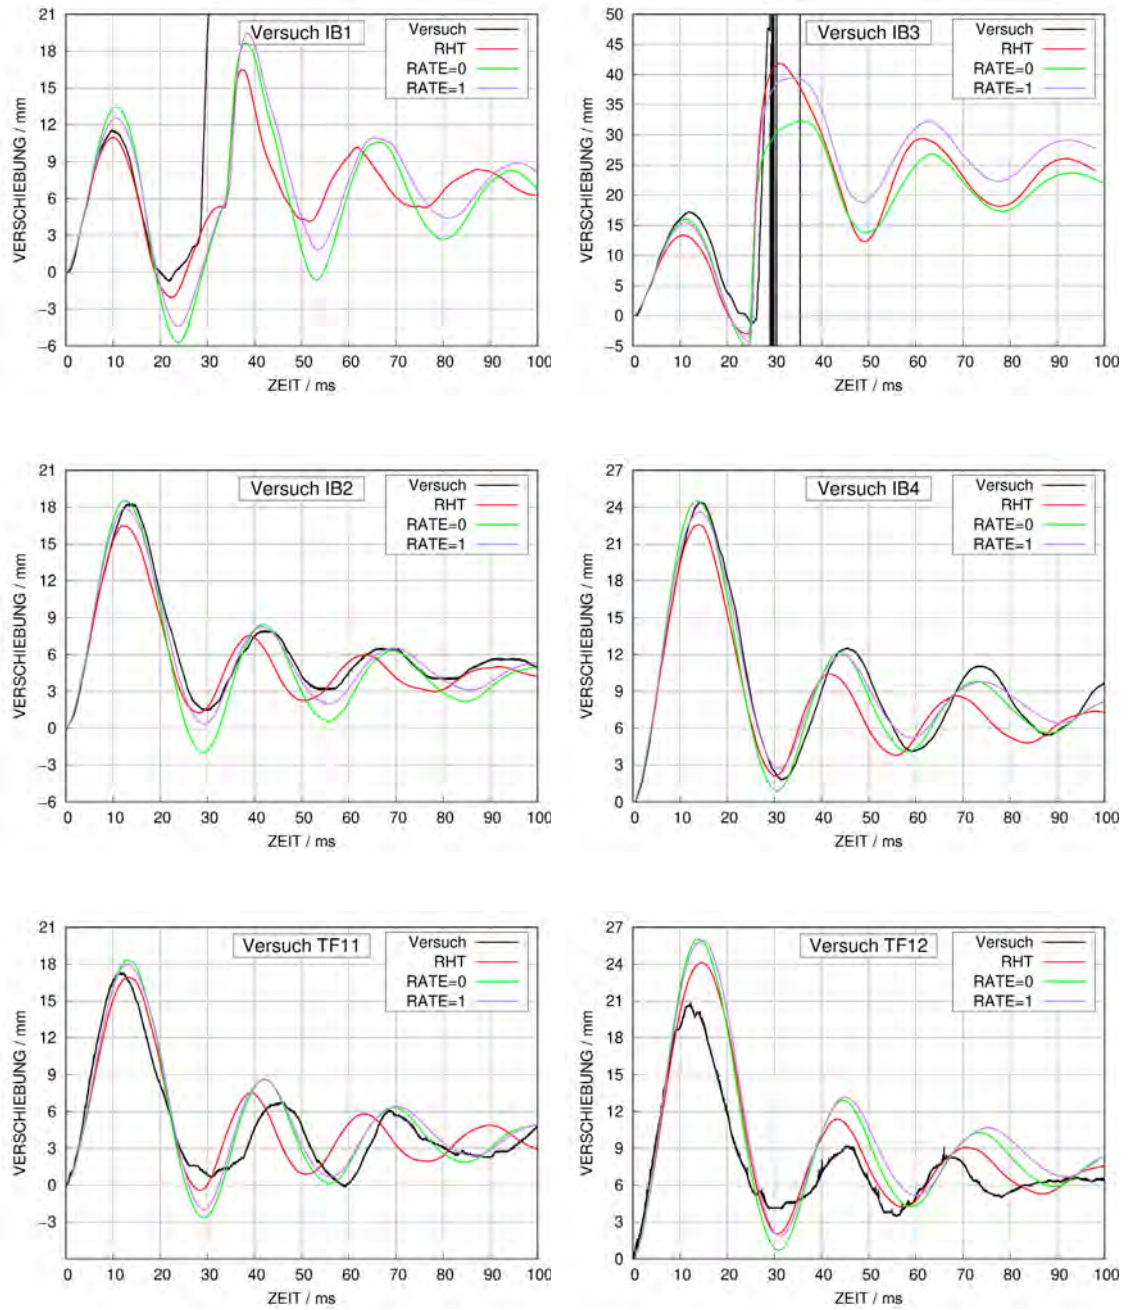 Versuch IB1
Versuch
RHT
RATE=0
RATE=1
VERSCHIEBUNG / mm
21
18
15
12
9
6
3
0
−3
−6
0 10 20 30 40 50 60 70 80 90 100
ZEIT / ms
Versuch IB3
Versuch
RHT
RATE=0
RATE=1
VERSCHIEBUNG / mm
50
45
40
35
30
25
20
15
10
5
0
−5
0 10 20 30 40 50 60 70 80 90 100
ZEIT / ms
Versuch IB2
Versuch
RHT
RATE=0
RATE=1
VERSCHIEBUNG / mm
21
18
15
12
9
6
3
0
−3
−6
0 10 20 30 40 50 60 70 80 90 100
ZEIT / ms
Versuch IB4
Versuch
RHT
RATE=0
RATE=1
VERSCHIEBUNG / mm
27
24
21
18
15
12
9
6
3
0
0 10 20 30 40 50 60 70 80 90 100
ZEIT / ms
Versuch TF11
Versuch
RHT
RATE=0
RATE=1
VERSCHIEBUNG / mm
21
18
15
12
9
6
3
0
−3
0 10 20 30 40 50 60 70 80 90 100
ZEIT / ms
Versuch TF12
Versuch
RHT
RATE=0
RATE=1
VERSCHIEBUNG / mm
27
24
21
18
15
12
9
6
3
0
0 10 20 30 40 50 60 70 80 90 100
ZEIT / ms